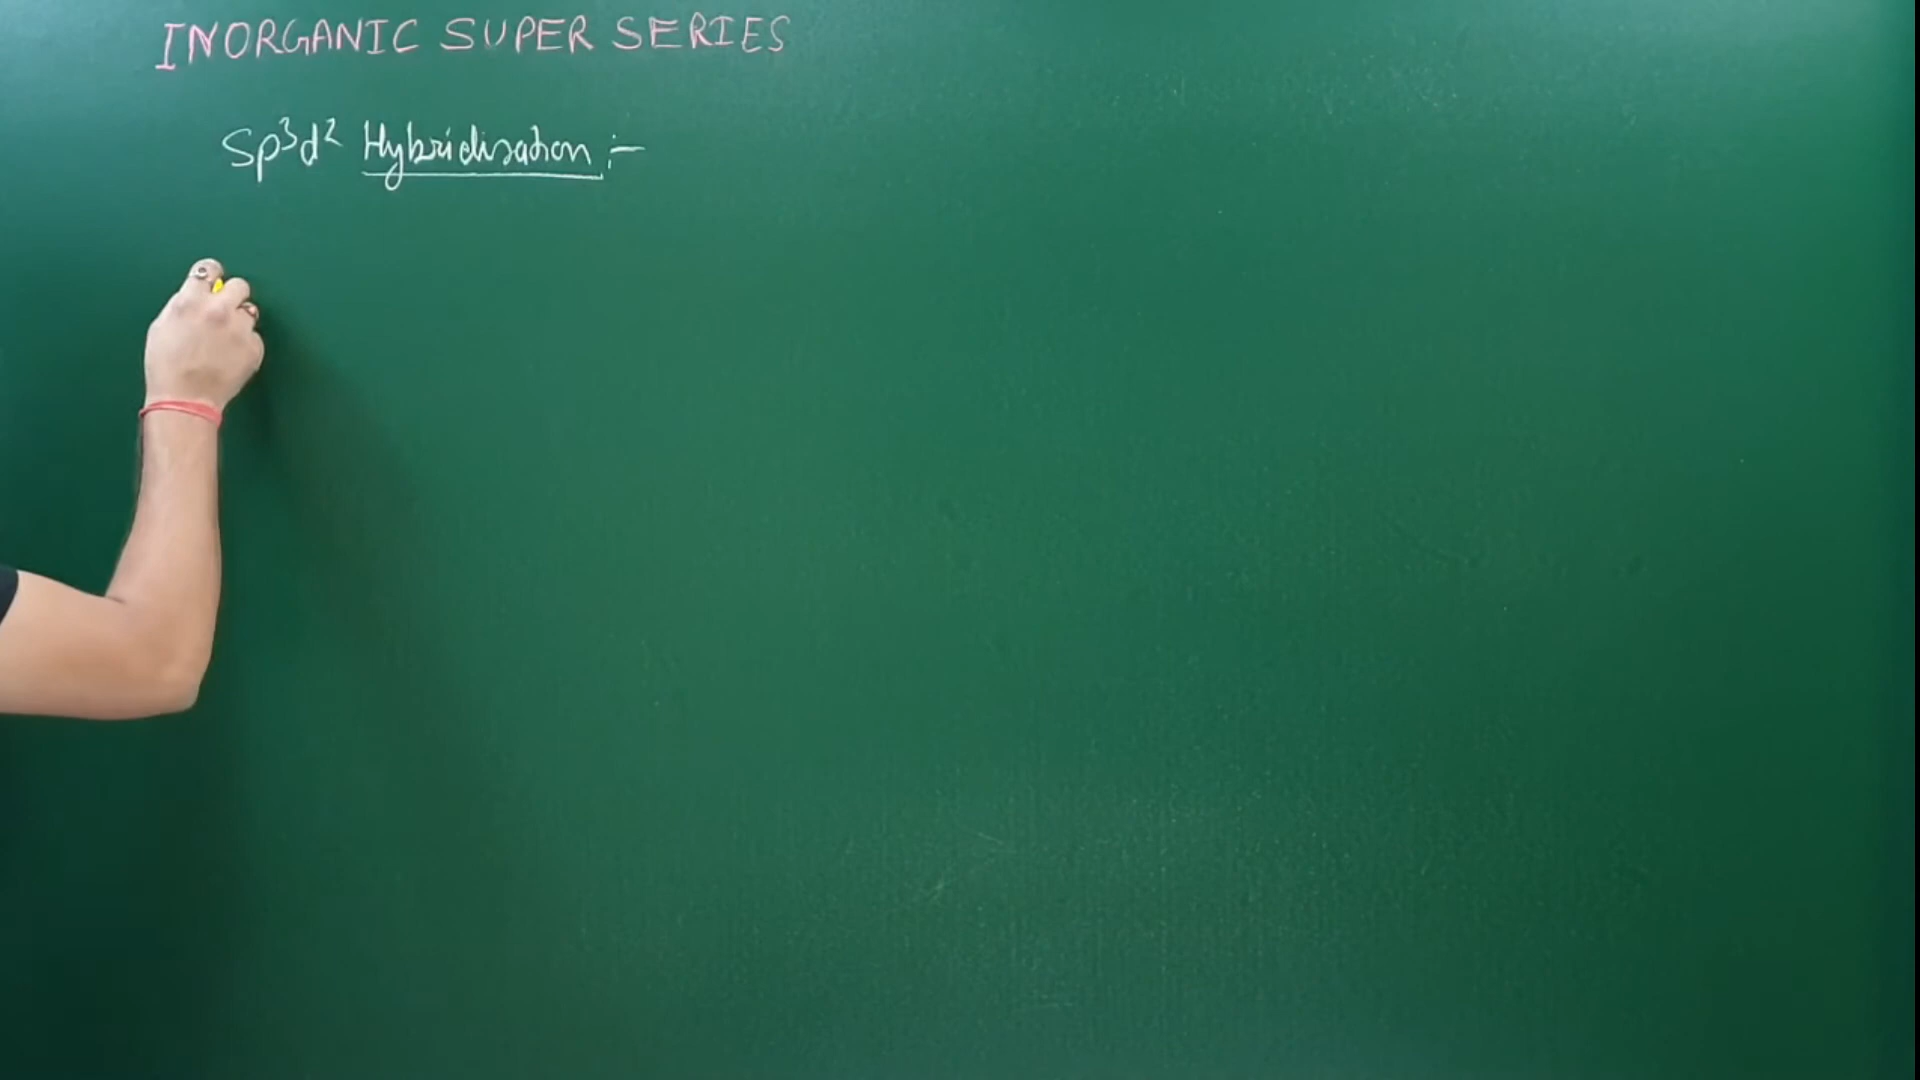 INORGANIC SUPER SERIES
Sp³d² Hybridisation :-